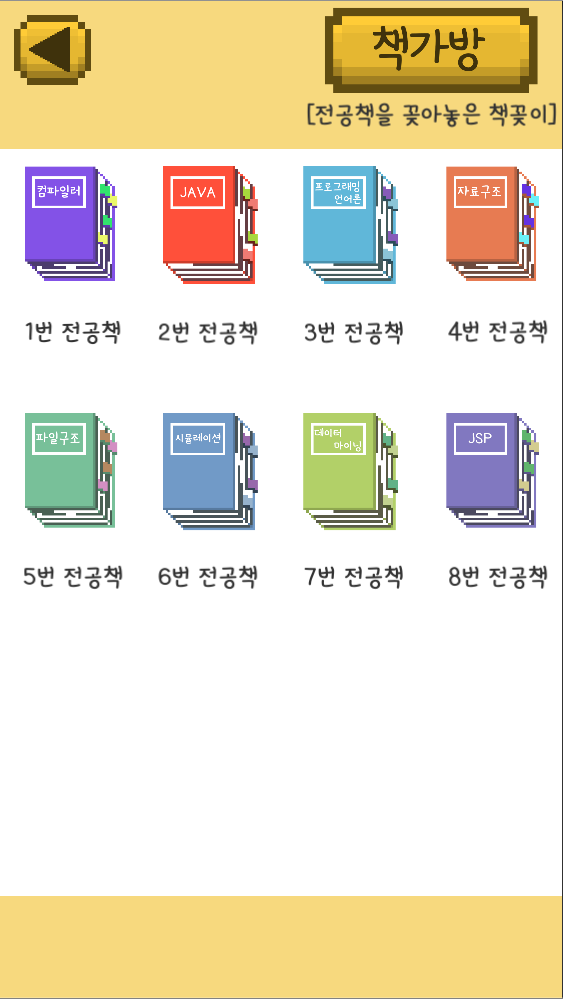 책가방
[전공책을 꽂아놓은 책꽂이]
컴파일러
JAVA
프로그래밍
언어론
자료구조
1번 전공책
2번 전공책
3번 전공책
4번 전공책
파일구조
시뮬레이션
데이터
마이닝
JSP
5번 전공책
6번 전공책
7번 전공책
8번 전공책